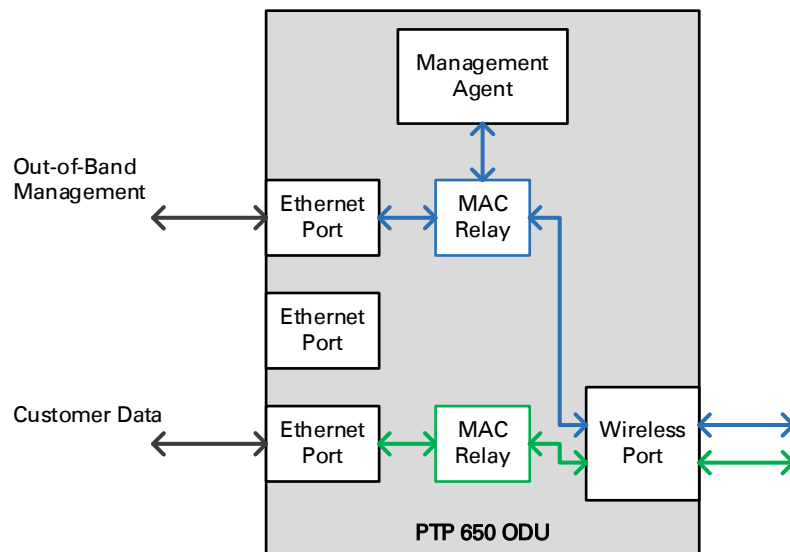 Management
Agent
Out-of-Band
Management
Ethernet
Port
MAC
Relay
Ethernet
Port
Customer Data
Ethernet
Port
MAC
Relay
Wireless
Port
PTP 650 ODU